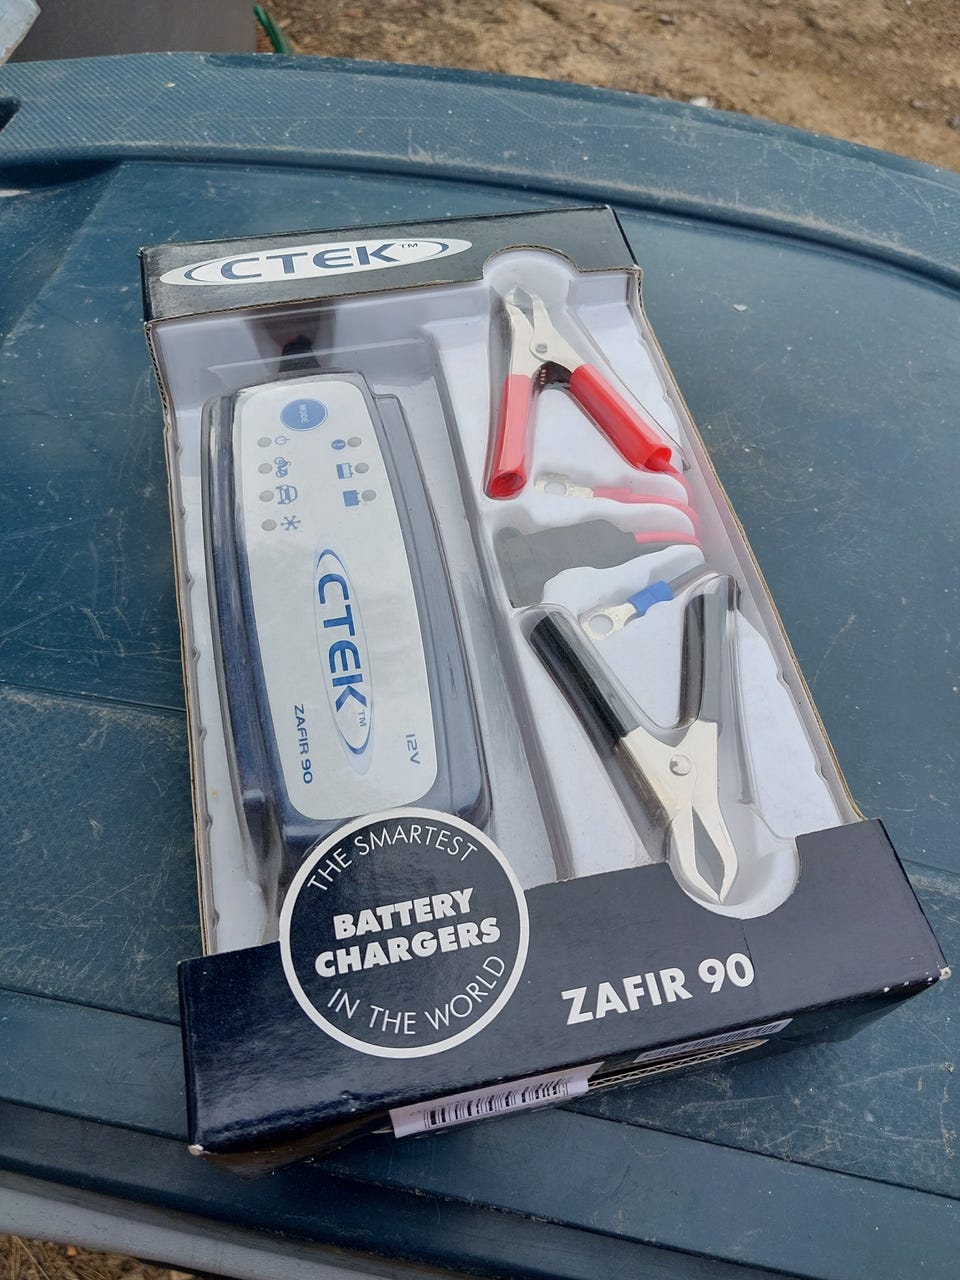 CTEK™
MODE
CTEK™
ZAFIR 90
12V
THE SMARTEST
BATTERY
CHARGERS
IN THE WORLD
ZAFIR 90